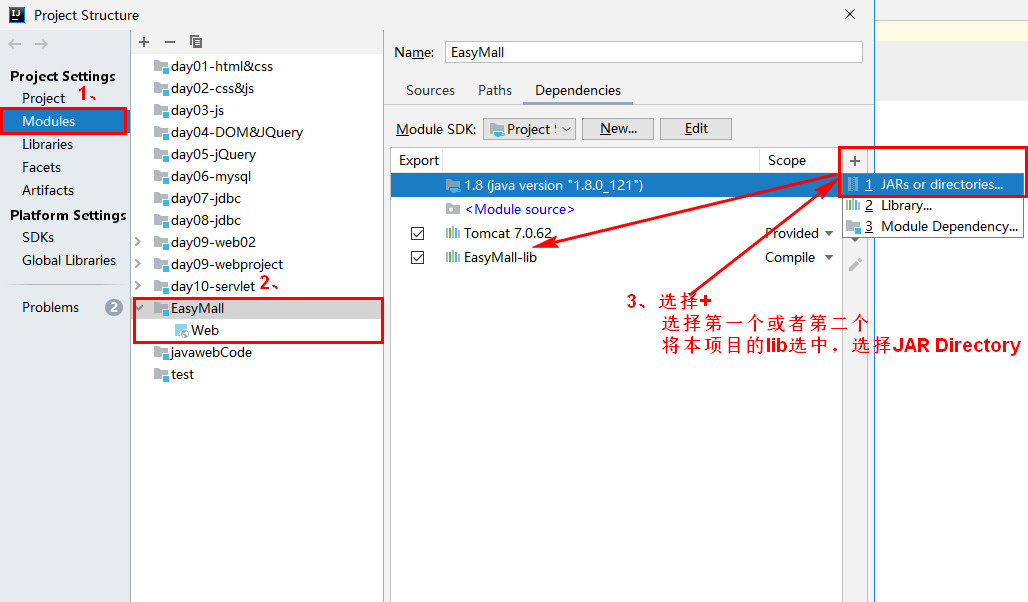 Project Structure
Project Settings
1、
Project
Modules
Libraries
Facets
Artifacts
Platform Settings
SDKs
Global Libraries
Problems 2
day01-html&css
day02-css&js
day03-js
day04-DOM&JQuery
day05-jQuery
day06-mysql
day07-jdbc
day08-jdbc
day09-web02
day09-webproject
day10-servlet 2、
EasyMall
Web
javawebCode
test
Name: EasyMall
Sources Paths Dependencies
Module SDK: Project S New... Edit
Export Scope
1.8 (java version "1.8.0_121")
<Module source>
Tomcat 7.0.62 Provided
EasyMall-lib Compile
+
1 JARs or directories...
2 Library...
3 Module Dependency...
3、选择+
选择第一个或者第二个
将本项目的lib选中，选择JAR Directory